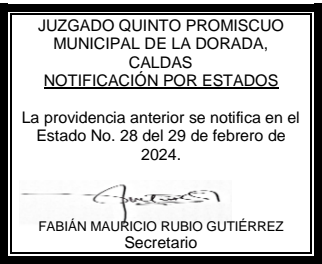 JUZGADO QUINTO PROMISCUO
MUNICIPAL DE LA DORADA,
CALDAS
NOTIFICACIÓN POR ESTADOS
La providencia anterior se notifica en el
Estado No. 28 del 29 de febrero de
2024.
FABIÁN MAURICIO RUBIO GUTIÉRREZ
Secretario